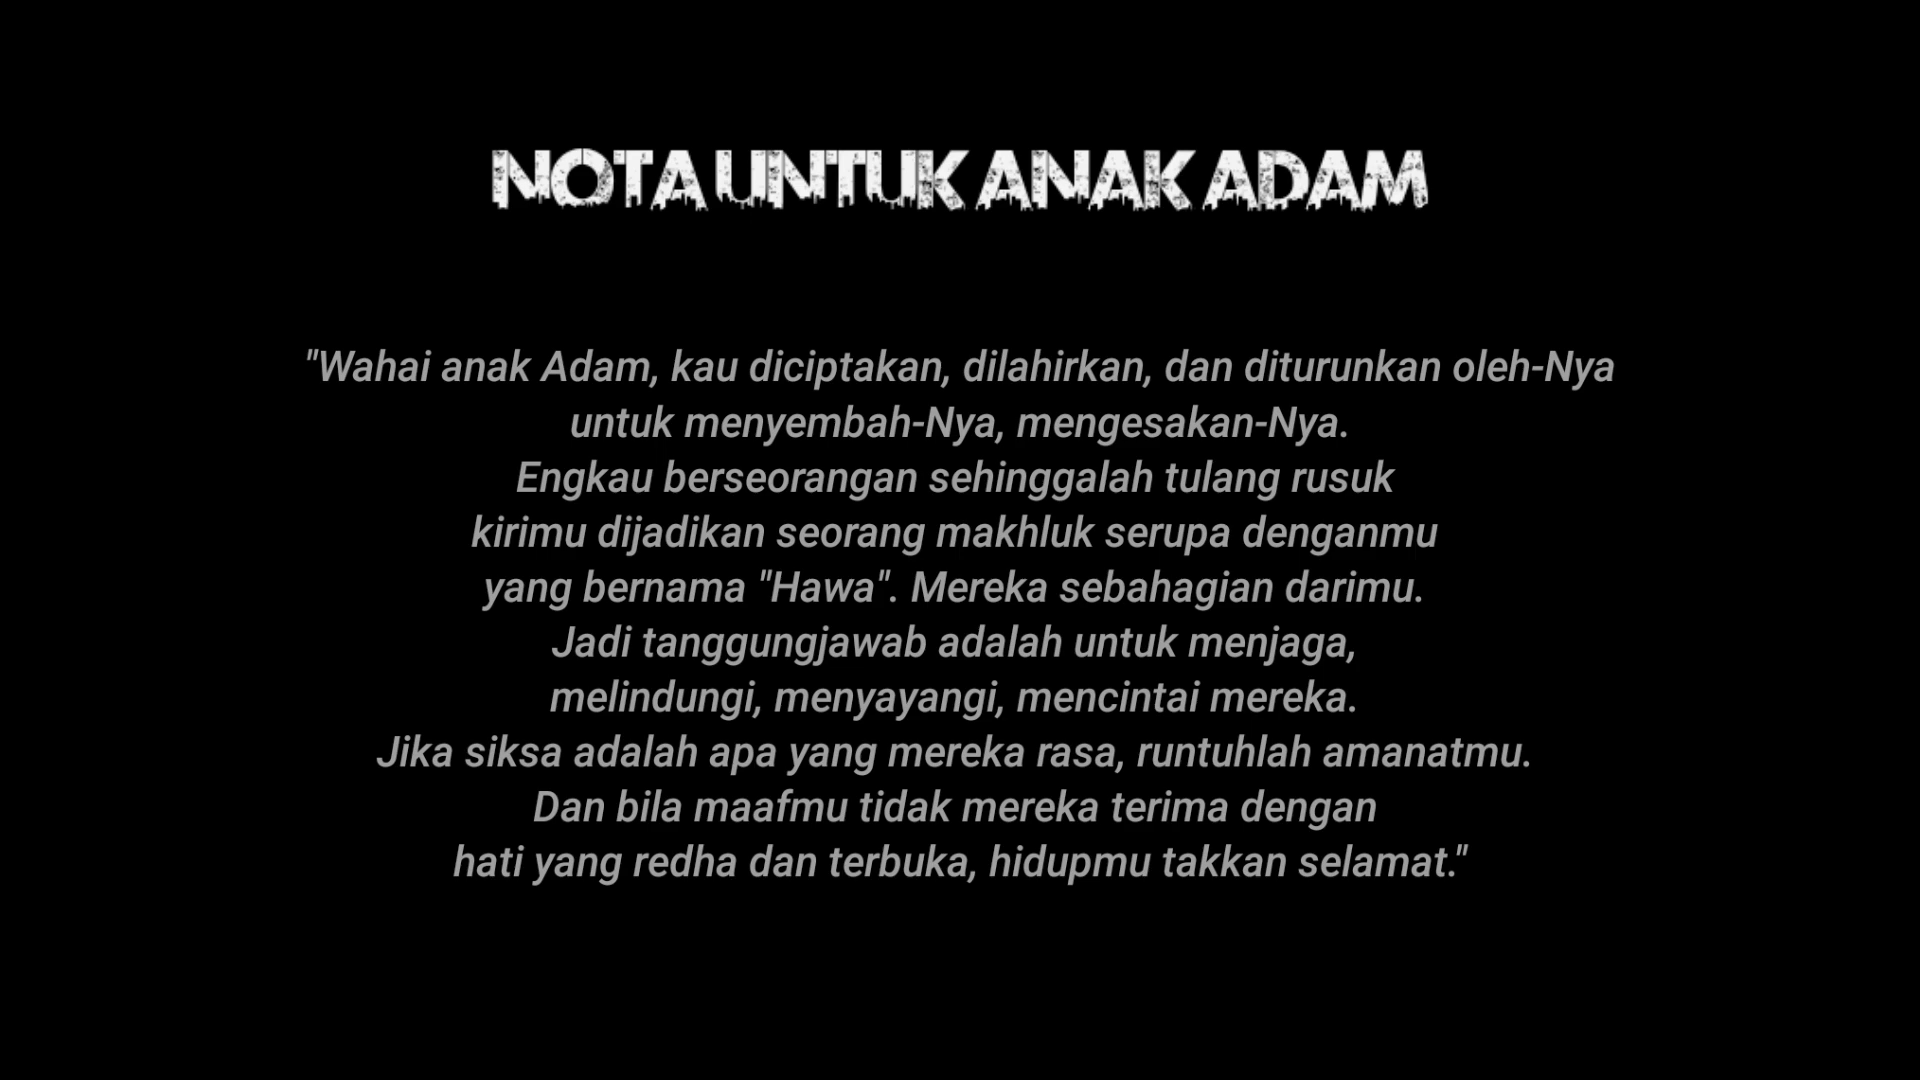 NOTA UNTUK ANAK ADAM
"Wahai anak Adam, kau diciptakan, dilahirkan, dan diturunkan oleh-Nya
untuk menyembah-Nya, mengesakan-Nya.
Engkau berseorangan sehinggalah tulang rusuk
kirimu dijadikan seorang makhluk serupa denganmu
yang bernama "Hawa". Mereka sebahagian darimu.
Jadi tanggungjawab adalah untuk menjaga,
melindungi, menyayangi, mencintai mereka.
Jika siksa adalah apa yang mereka rasa, runtuhlah amanatmu.
Dan bila maafmu tidak mereka terima dengan
hati yang redha dan terbuka, hidupmu takkan selamat."